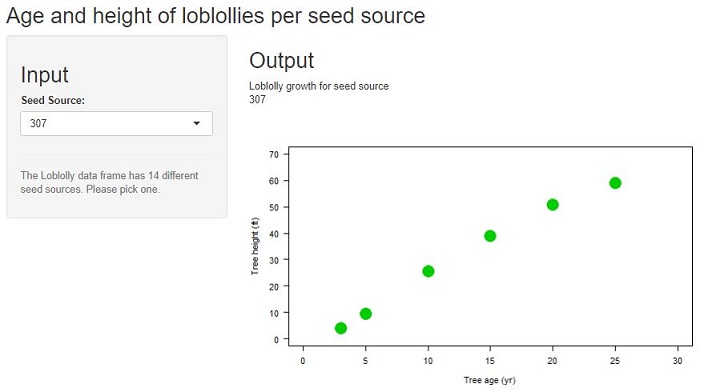 Age and height of loblollies per seed source
Input
Seed Source:
307
The Loblolly data frame has 14 different
seed sources. Please pick one.
Output
Loblolly growth for seed source
307
70
60
50
40
30
20
10
0
Tree height (ft)
0 5 10 15 20 25 30
Tree age (yr)